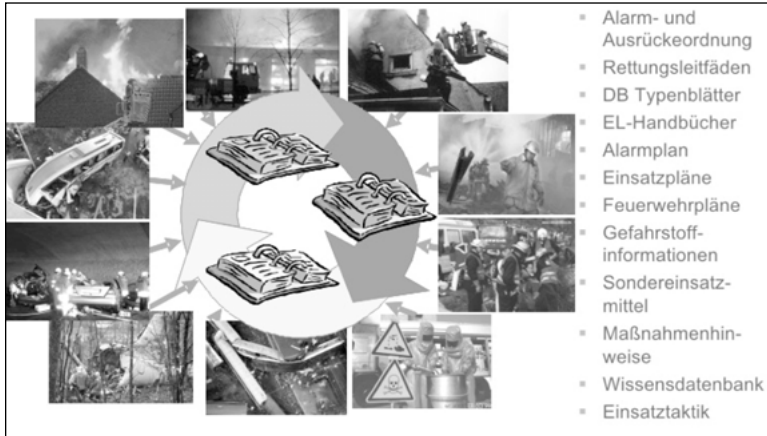 Alarm- und
Ausrückeordnung
Rettungsleitfäden
DB Typenblätter
EL-Handbücher
Alarmplan
Einsatzpläne
Feuerwehrpläne
Gefahrstoff-
informationen
Sondereinsatz-
mittel
Maßnahmenhin-
weise
Wissensdatenbank
Einsatztaktik